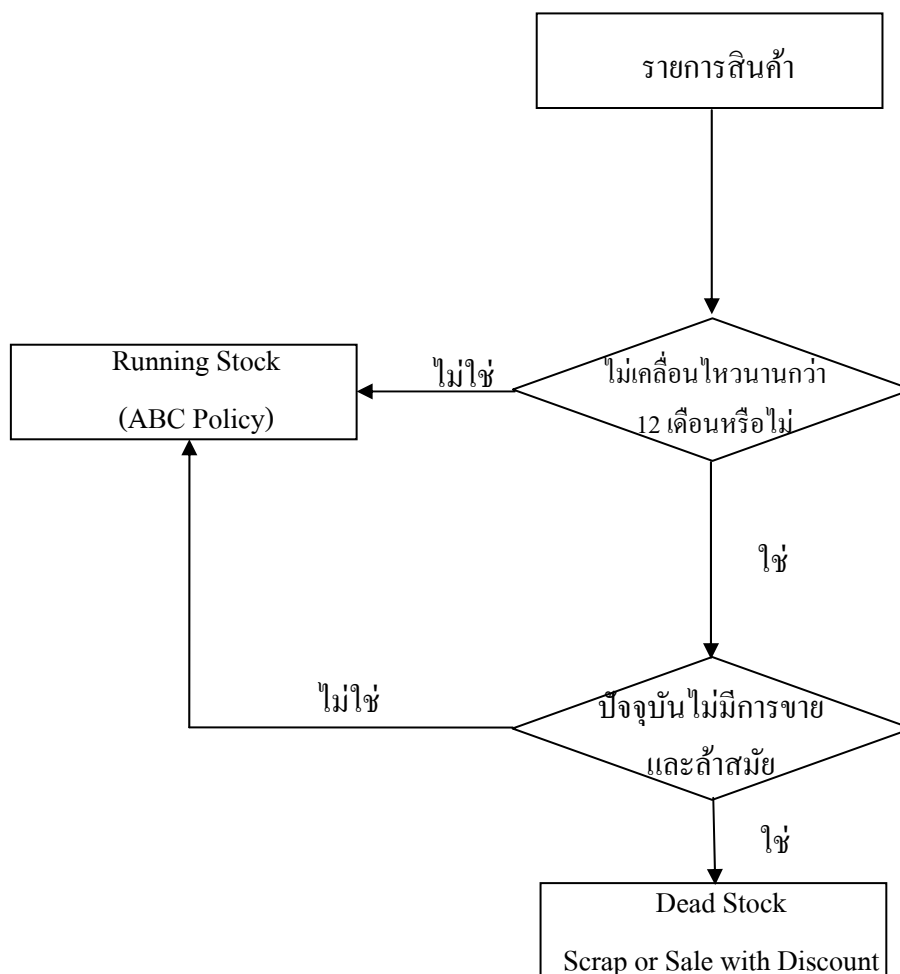 รายการสินค้า
ไม่เคลื่อนไหวนานกว่า
12 เดือนหรือไม่
ไม่ใช่
Running Stock
(ABC Policy)
ใช่
ปัจจุบันไม่มีการขาย
และล้าสมัย
ไม่ใช่
ใช่
Dead Stock
Scrap or Sale with Discount